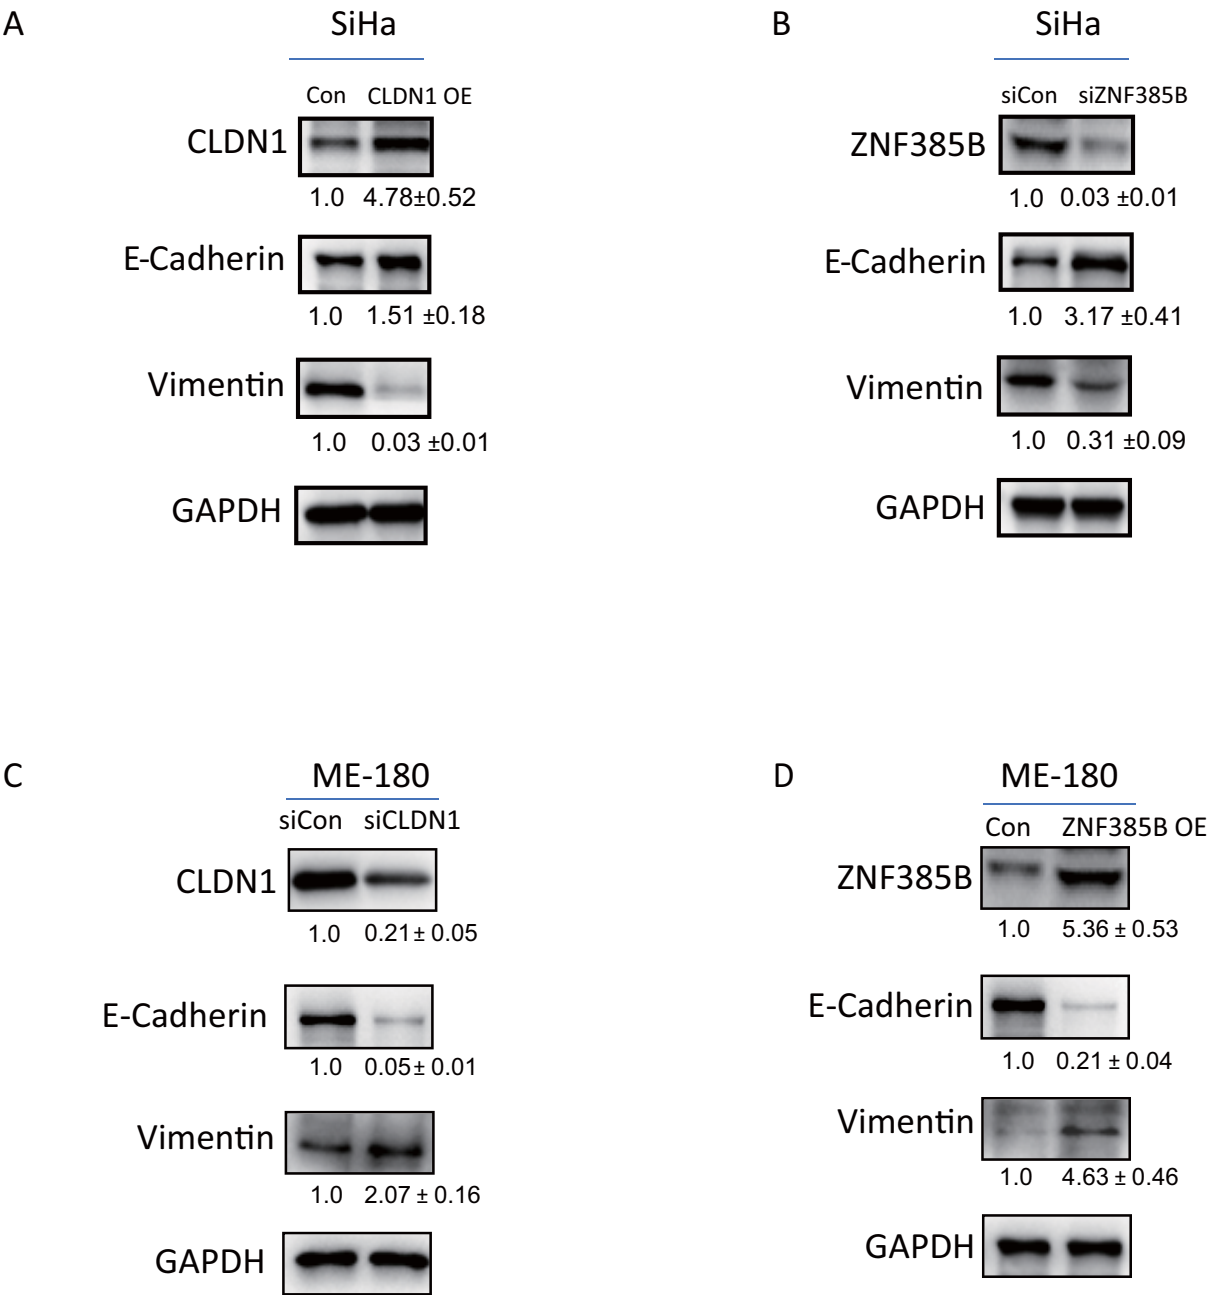 A
SiHa
Con CLDN1 OE
CLDN1
1.0 4.78±0.52
E-Cadherin
1.0 1.51 ±0.18
Vimentin
1.0 0.03 ±0.01
GAPDH
B
SiHa
siCon siZNF385B
ZNF385B
1.0 0.03 ±0.01
E-Cadherin
1.0 3.17 ±0.41
Vimentin
1.0 0.31 ±0.09
GAPDH
C
ME-180
siCon siCLDN1
CLDN1
1.0 0.21± 0.05
E-Cadherin
1.0 0.05± 0.01
Vimentin
1.0 2.07 ± 0.16
GAPDH
D
ME-180
Con ZNF385B OE
ZNF385B
1.0 5.36 ± 0.53
E-Cadherin
1.0 0.21 ± 0.04
Vimentin
1.0 4.63 ± 0.46
GAPDH